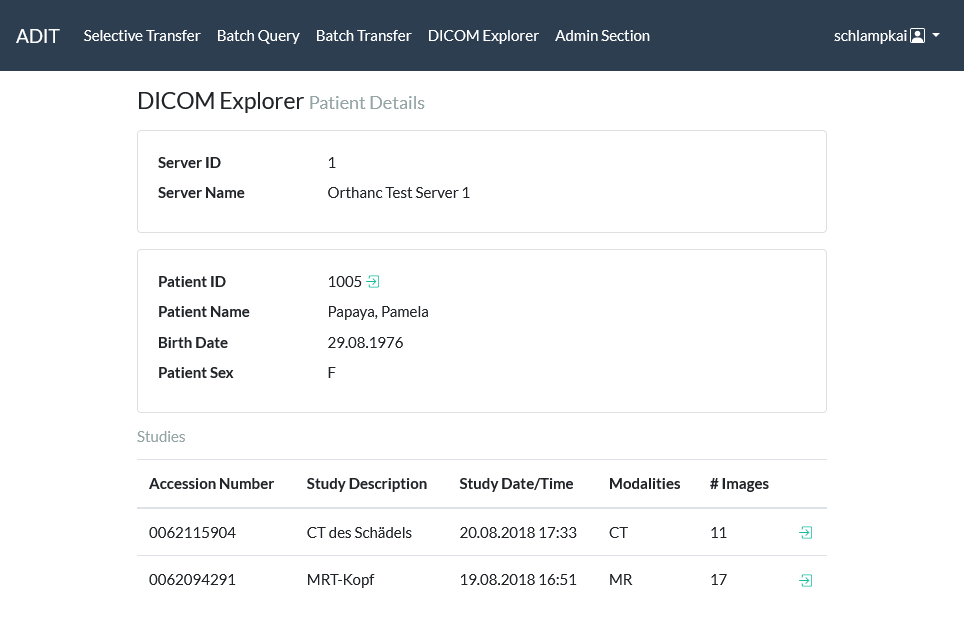 ADIT Selective Transfer Batch Query Batch Transfer DICOM Explorer Admin Section schlampkai
DICOM Explorer Patient Details
Server ID 1
Server Name Orthanc Test Server 1
Patient ID 1005
Patient Name Papaya, Pamela
Birth Date 29.08.1976
Patient Sex F
Studies
Accession Number Study Description Study Date/Time Modalities # Images
0062115904 CT des Schädels 20.08.2018 17:33 CT 11
0062094291 MRT-Kopf 19.08.2018 16:51 MR 17